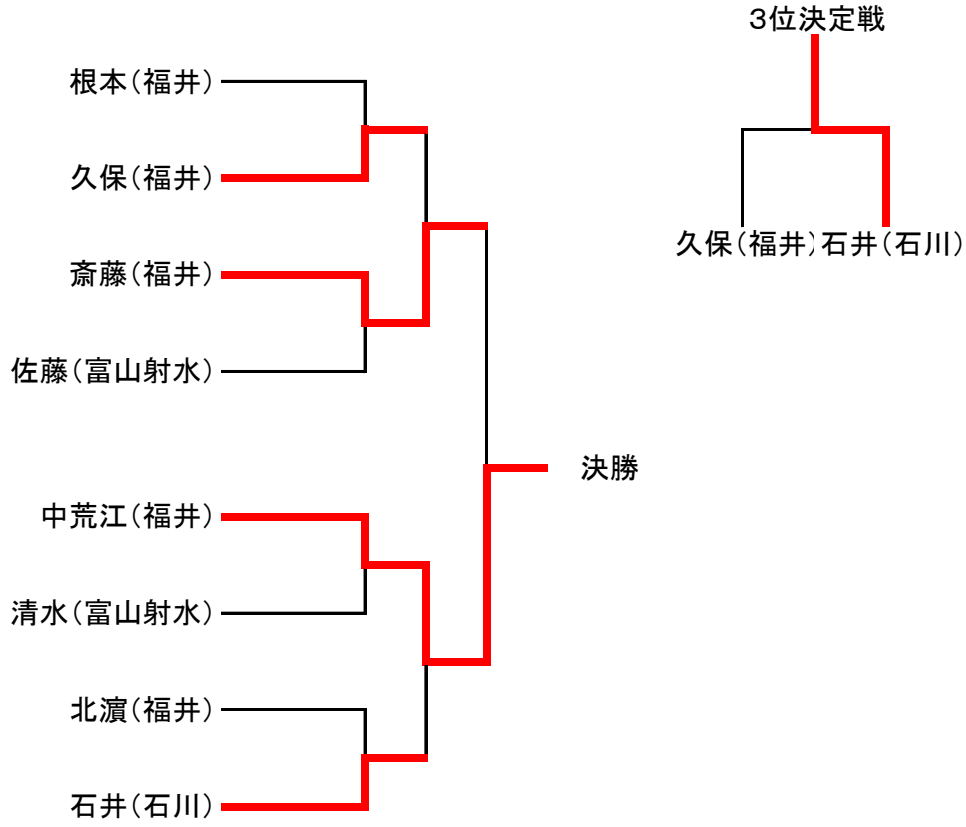 3位決定戦
根本(福井)
久保(福井)
斎藤(福井)
佐藤(富山射水)
久保(福井)
石井(石川)
決勝
中荒江(福井)
清水(富山射水)
北濵(福井)
石井(石川)